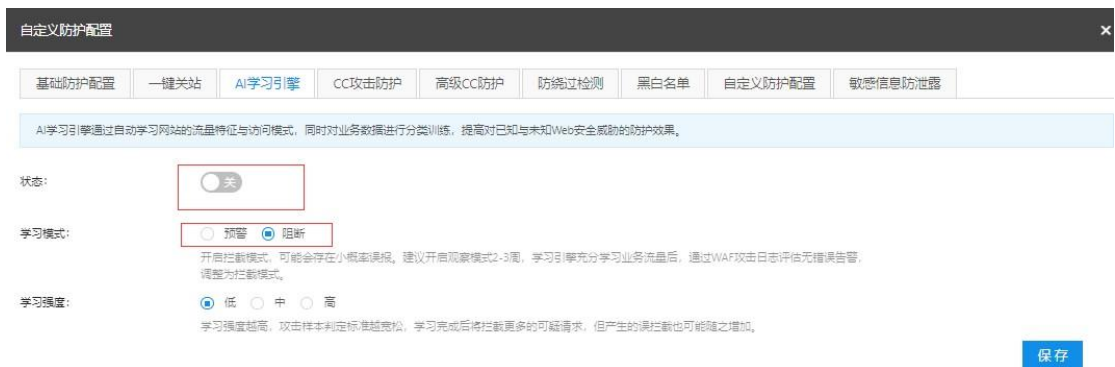 自定义防护配置 ×
基础防护配置 一键关站 AI学习引擎 CC攻击防护 高级CC防护 防绕过检测 黑白名单 自定义防护配置 敏感信息防泄露
AI学习引擎通过自动学习网站的流量特征与访问模式，同时对业务数据进行分类训练，提高对已知与未知Web安全威胁的防护效果。
状态： 关
学习模式： 预警 阻断
开启拦截模式，可能会存在小概率误报。建议开启观察模式2-3周，学习引擎充分学习业务流量后，通过WAF攻击日志评估无错误告警，
调整为拦截模式。
学习强度： 低 中 高
学习强度越高，攻击样本判定标准越宽松，学习完成后将拦截更多的可疑请求，但产生的误拦截也可能随之增加。
保存